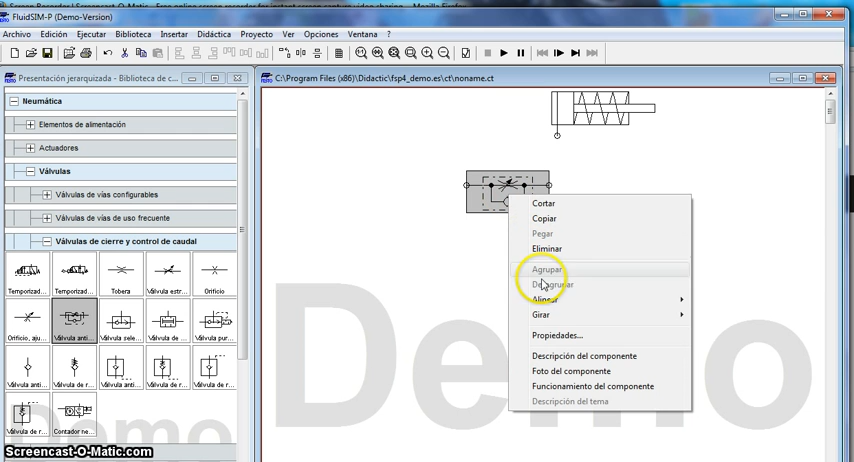 FluidSIM-P (Demo-Version)
Archivo Edición Ejecutar Biblioteca Insertar Didáctica Proyecto Ver Opciones Ventana ?
Presentación jerarquizada - Biblioteca de c...
C:\Program Files (x86)\Didactic\fsp4_demo.es\ct\noname.ct
Neumática
Elementos de alimentación
Actuadores
Válvulas
Válvulas de vías configurables
Válvulas de vías de uso frecuente
Válvulas de cierre y control de caudal
Temporizad... Temporizad... Tobera Válvula estr... Orificio
Orificio, aju... Válvula anti... Válvula sele... Válvula de ... Válvula pur...
Válvula anti... Válvula de r... Válvula anti... Válvula de r... Válvula de r...
Válvula de r... Contador ne...
Cortar
Copiar
Pegar
Eliminar
Agrupar
Desagrupar
Alinear
Girar
Propiedades...
Descripción del componente
Foto del componente
Funcionamiento del componente
Descripción del tema
Demo
Demo
Screencast-O-Matic.com